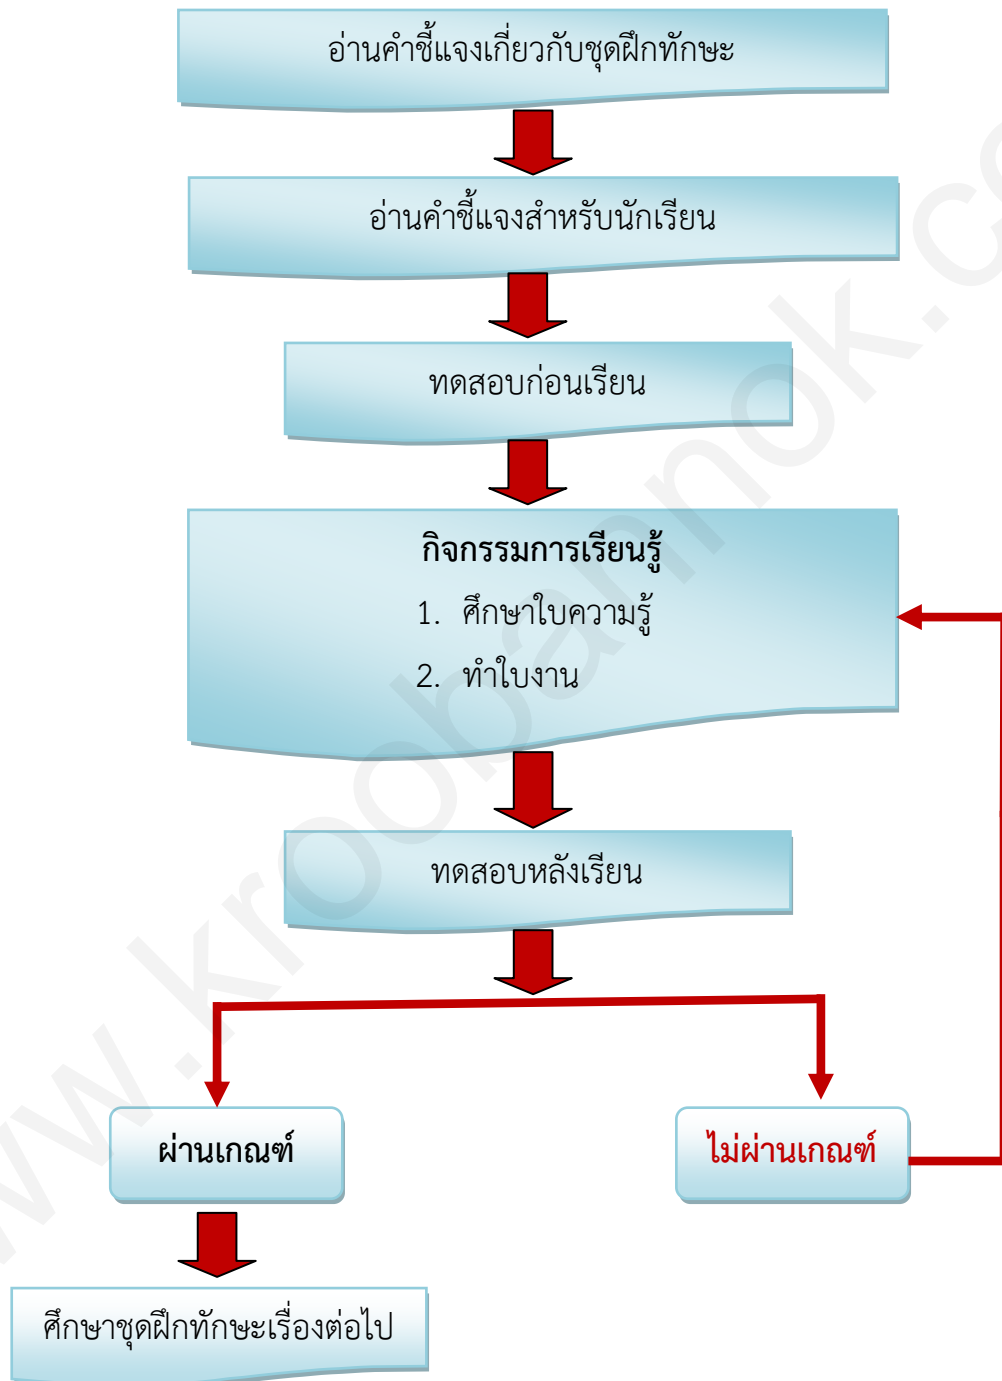 อ่านคำชี้แจงเกี่ยวกับชุดฝึกทักษะ
อ่านคำชี้แจงสำหรับนักเรียน
ทดสอบก่อนเรียน
กิจกรรมการเรียนรู้
1. ศึกษาใบความรู้
2. ทำใบงาน
ทดสอบหลังเรียน
ผ่านเกณฑ์
ไม่ผ่านเกณฑ์
ศึกษาชุดฝึกทักษะเรื่องต่อไป
www.kroobannok.co